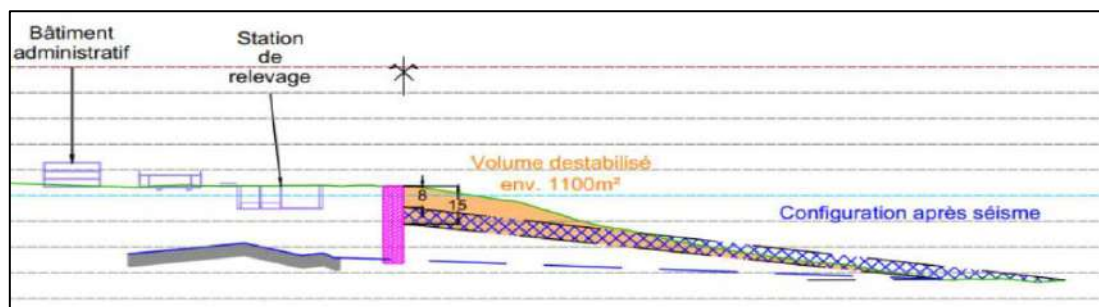 Bâtiment
administratif
Station
de
relevage
Volume destabilisé
env. 1100m²
8
15
Configuration après séisme